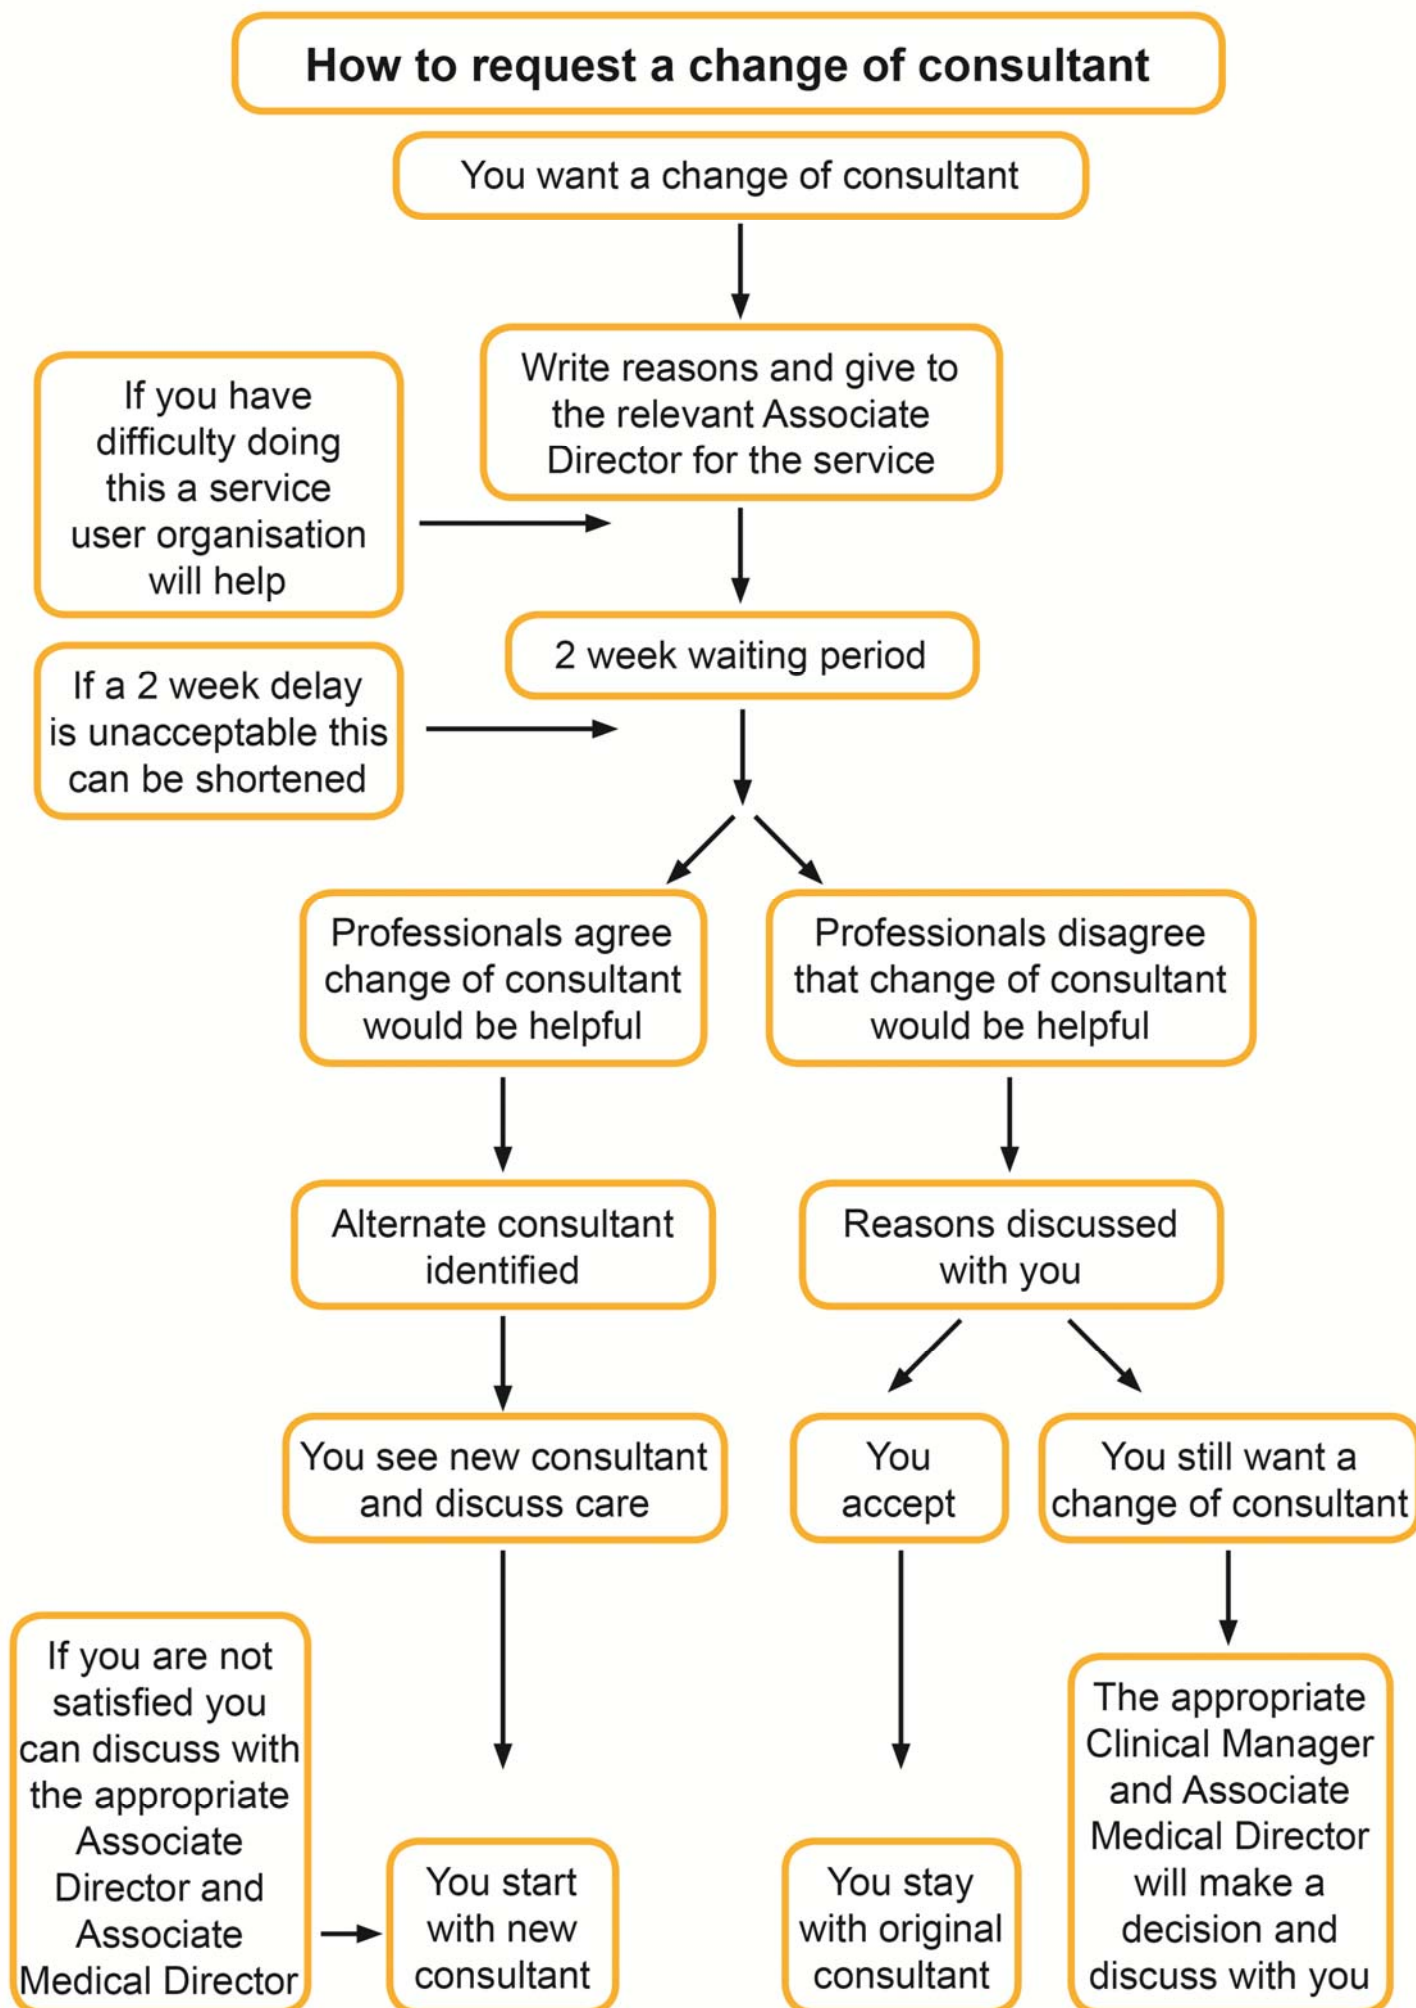 How to request a change of consultant
You want a change of consultant
Write reasons and give to
the relevant Associate
Director for the service
If you have
difficulty doing
this a service
user organisation
will help
2 week waiting period
If a 2 week delay
is unacceptable this
can be shortened
Professionals agree
change of consultant
would be helpful
Professionals disagree
that change of consultant
would be helpful
Alternate consultant
identified
Reasons discussed
with you
You see new consultant
and discuss care
You
accept
You still want a
change of consultant
If you are not
satisfied you
can discuss with
the appropriate
Associate
Director and
Associate
Medical Director
You start
with new
consultant
You stay
with original
consultant
The appropriate
Clinical Manager
and Associate
Medical Director
will make a
decision and
discuss with you